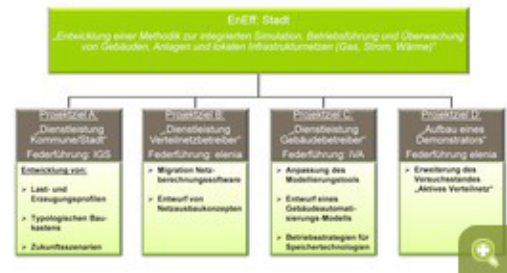 EnEff: Stadt
„Entwicklung einer Methodik zur integrierten Simulation, Betriebsführung und Überwachung
von Gebäuden, Anlagen und lokalen Infrastrukturnetzen (Gas, Strom, Wärme)“
Projektziel A:
„Dienstleistung
Kommune/Stadt“
Federführung: IGS
Entwicklung von:
➢ Last- und
Erzeugungsprofilen
➢ Typologischen Bau-
kastens
➢ Zukunftsszenarien
Projektziel B:
„Dienstleistung
Verteilnetzbetreiber“
Federführung: elenia
➢ Migration Netz-
berechnungssoftware
➢ Entwurf von
Netzausbaukonzepten
Projektziel C:
„Dienstleistung
Gebäudebetreiber“
Federführung: IVA
➢ Anpassung des
Modellierungstools
➢ Entwurf eines
Gebäudeautomati-
sierungs-Modells
➢ Betriebsstrategien für
Speichertechnologien
Projektziel D:
„Aufbau eines
Demonstrators“
Federführung elenia
➢ Erweiterung des
Versuchsstandes
„Aktives Verteilnetz“